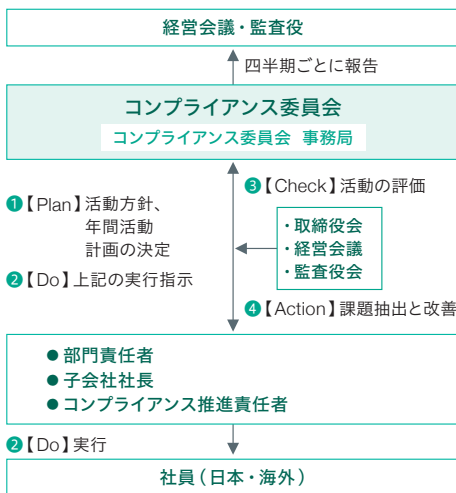 経営会議・監査役
四半期ごとに報告
コンプライアンス委員会
コンプライアンス委員会 事務局
❶【Plan】活動方針、
年間活動
計画の決定
❷【Do】上記の実行指示
❸【Check】活動の評価
・取締役会
・経営会議
・監査役会
❹【Action】課題抽出と改善
● 部門責任者
● 子会社社長
● コンプライアンス推進責任者
❷【Do】実行
社員（日本・海外）